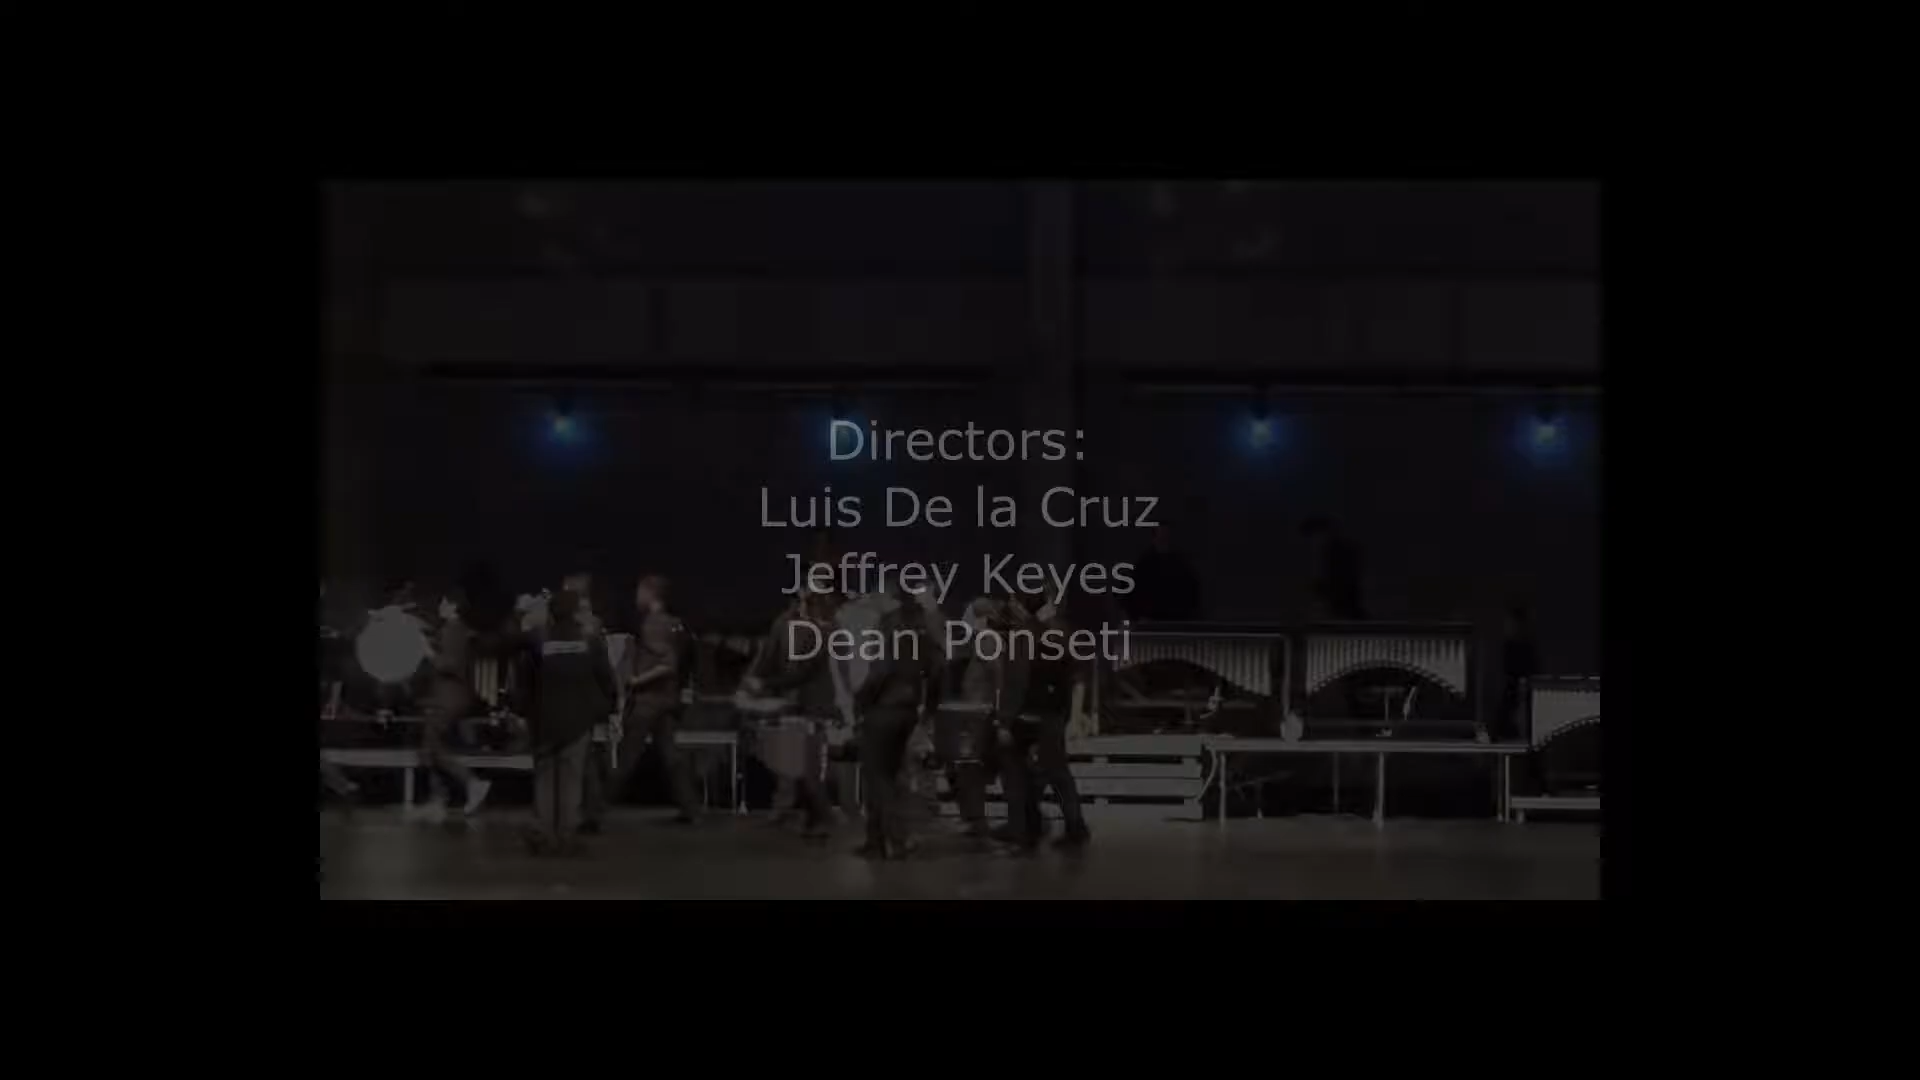 Directors:
Luis De la Cruz
Jeffrey Keyes
Dean Ponseti